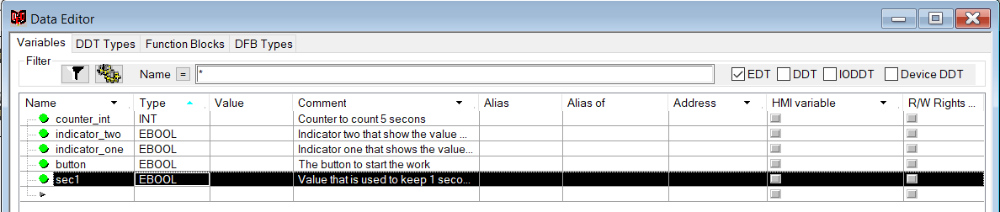 Data Editor
Variables DDT Types Function Blocks DFB Types
Filter
Name = * EDT DDT IODDT Device DDT
Name Type Value Comment Alias Alias of Address HMI variable R/W Rights ...
counter_int INT Counter to count 5 secons
indicator_two EBOOL Indicator two that show the value ...
indicator_one EBOOL Indicator one that shows the value...
button EBOOL The button to start the work
sec1 EBOOL Value that is used to keep 1 seco...